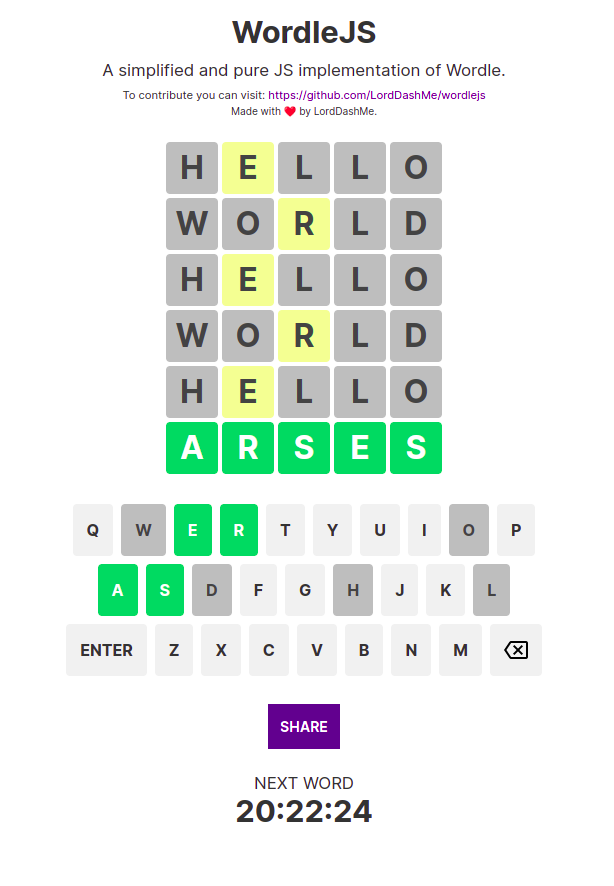 WordleJS
A simplified and pure JS implementation of Wordle.
To contribute you can visit: https://github.com/LordDashMe/wordlejs
Made with ❤️ by LordDashMe.
H E L L O
W O R L D
H E L L O
W O R L D
H E L L O
A R S E S
Q W E R T Y U I O P
A S D F G H J K L
ENTER Z X C V B N M
SHARE
NEXT WORD
20:22:24